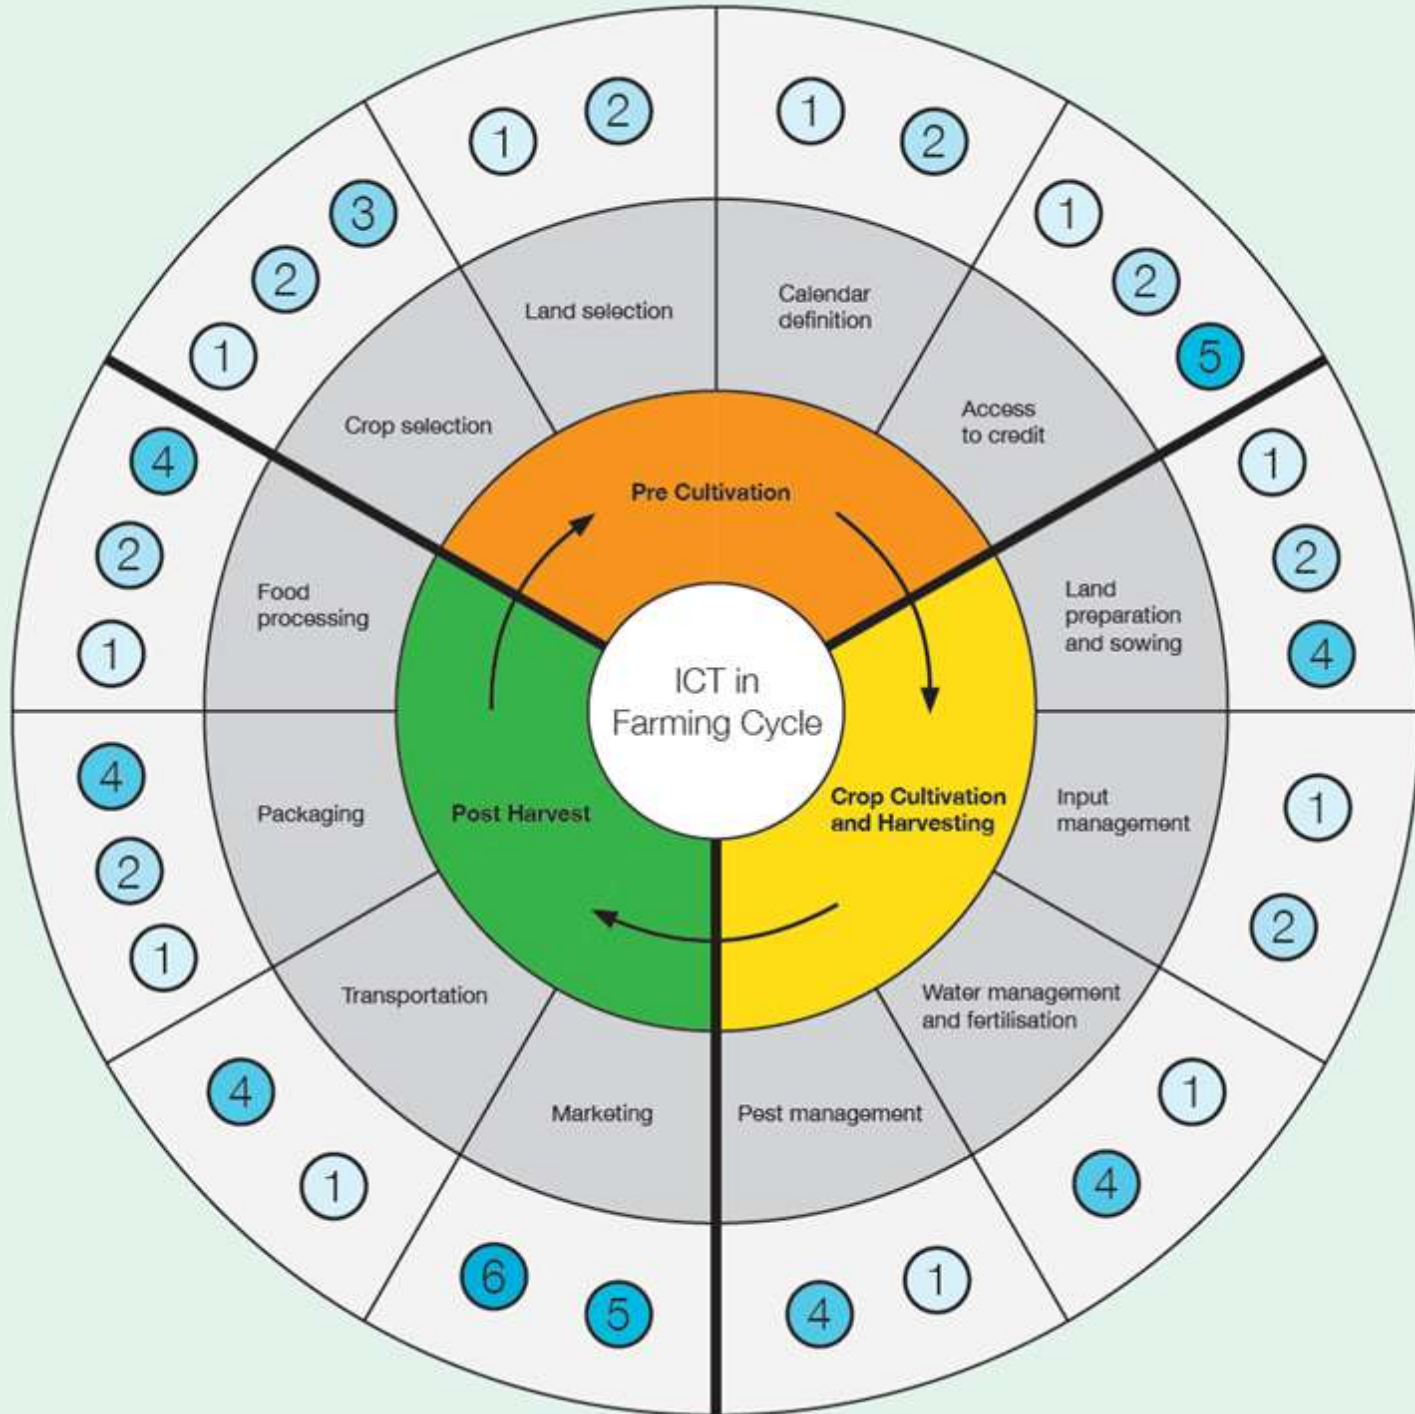 ICT in
Farming Cycle
Pre Cultivation
Crop selection
1
2
3
Land selection
1
2
Calendar
definition
1
2
Access
to credit
1
2
5
Crop Cultivation
and Harvesting
Land
preparation
and sowing
1
2
4
Input
management
1
2
Water management
and fertilisation
1
4
Pest management
1
4
Post Harvest
Marketing
5
6
Transportation
1
4
Packaging
1
2
4
Food
processing
1
2
4